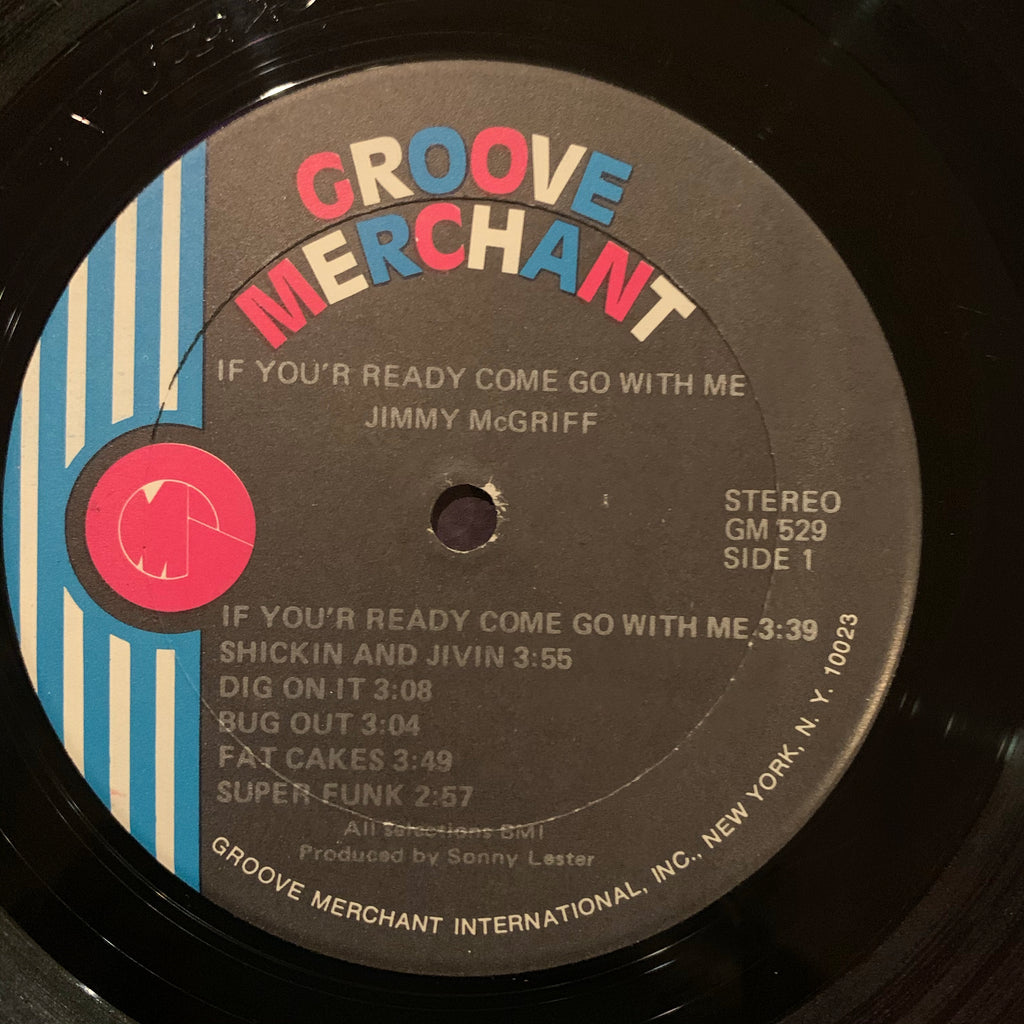 GROOVE
MERCHANT
IF YOU'R READY COME GO WITH ME
JIMMY McGRIFF
STEREO
GM 529
SIDE 1
IF YOU'R READY COME GO WITH ME 3:39
SHICKIN AND JIVIN 3:55
DIG ON IT 3:08
BUG OUT 3:04
FAT CAKES 3:49
SUPER FUNK 2:57
All selections BMI
Produced by Sonny Lester
GROOVE MERCHANT INTERNATIONAL, INC., NEW YORK, N. Y. 10023